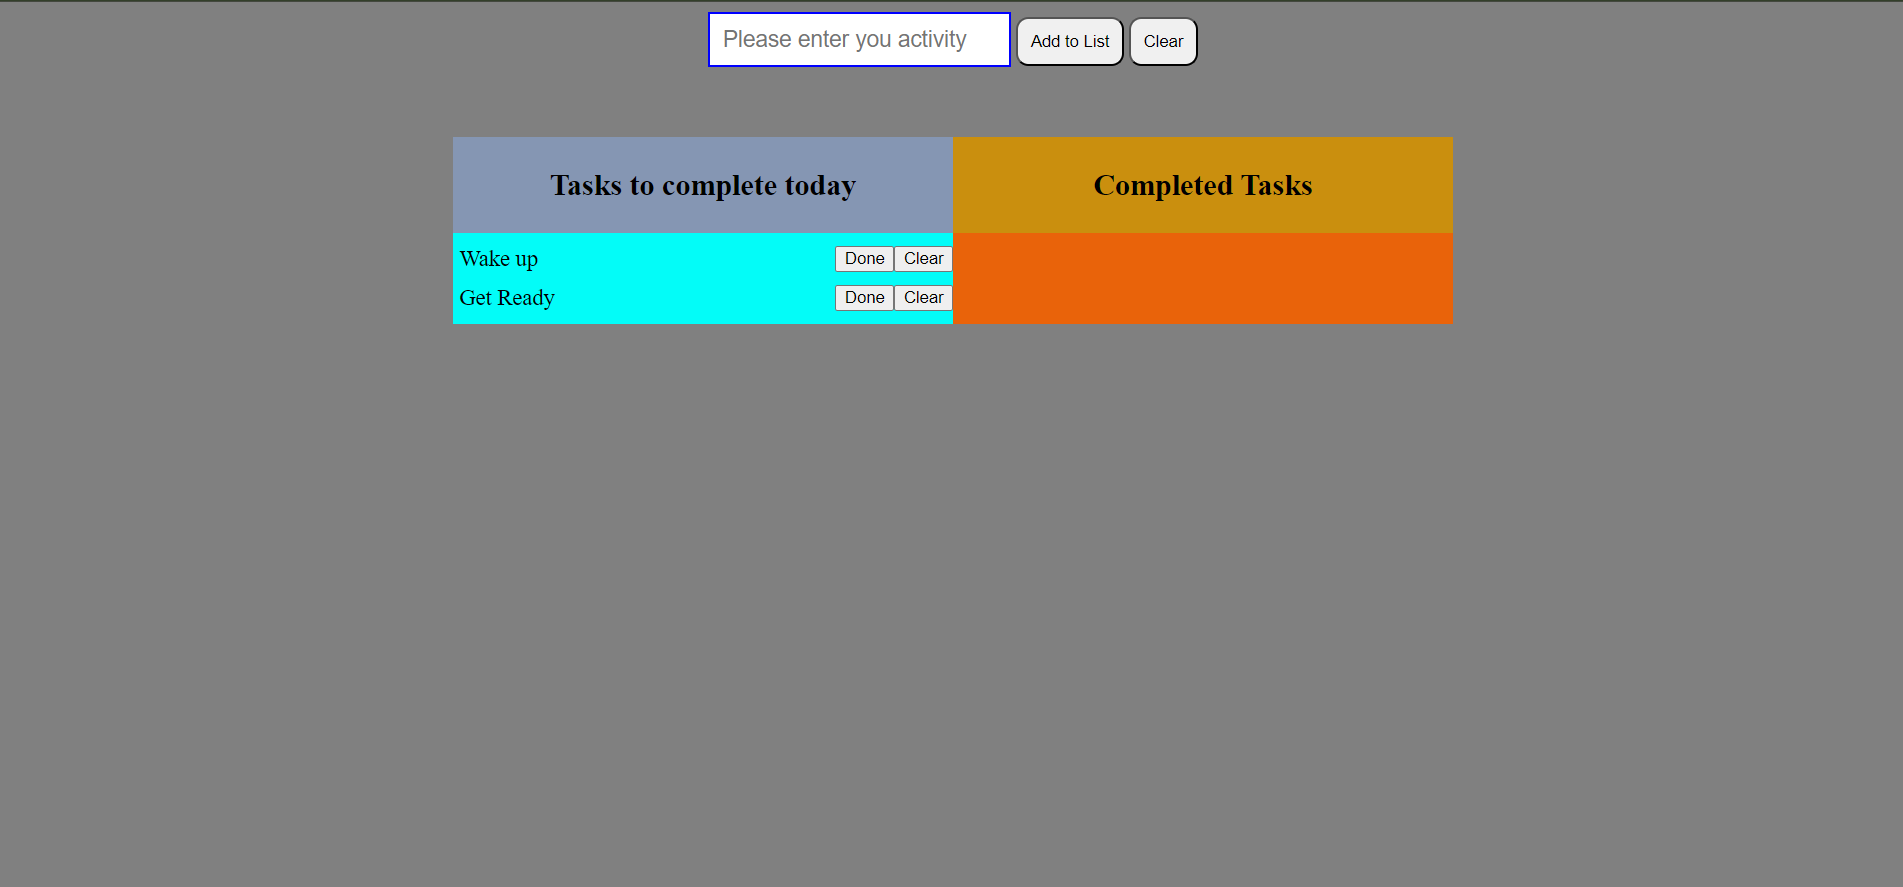 Please enter you activity Add to List Clear
Tasks to complete today Completed Tasks
Wake up Done Clear
Get Ready Done Clear